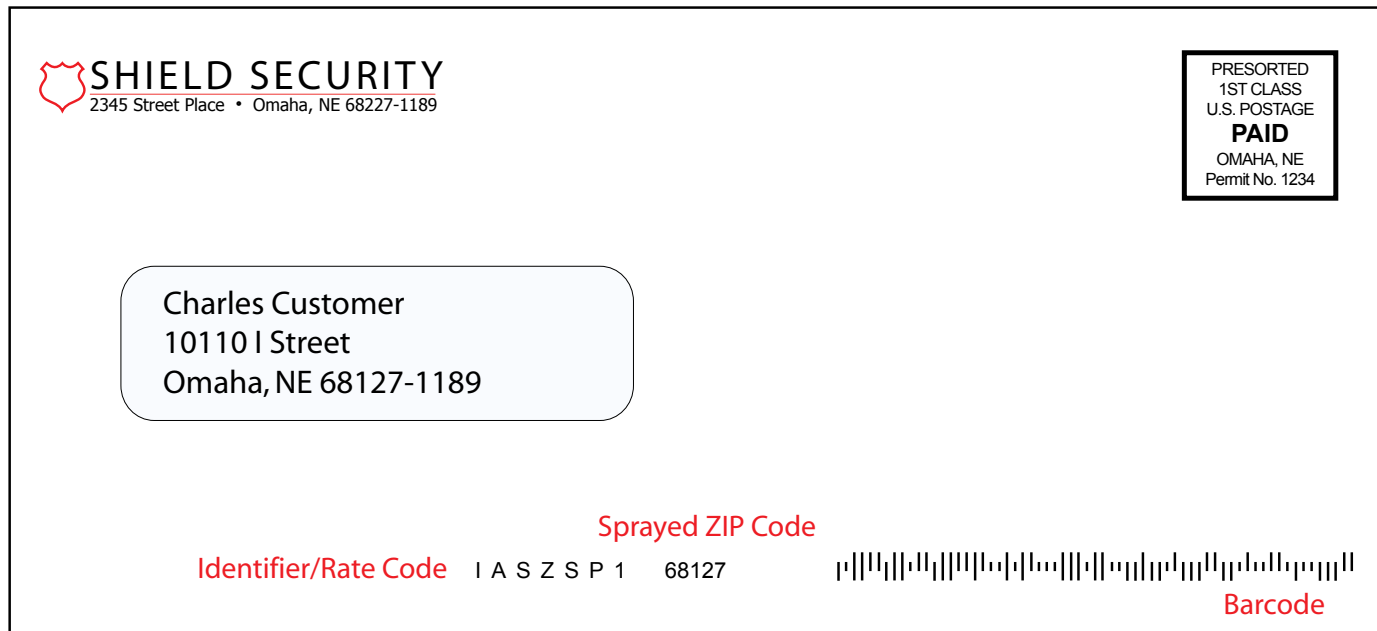 SHIELD SECURITY
2345 Street Place • Omaha, NE 68227-1189
PRESORTED
1ST CLASS
U.S. POSTAGE
PAID
OMAHA, NE
Permit No. 1234
Charles Customer
10110 I Street
Omaha, NE 68127-1189
Sprayed ZIP Code
Identifier/Rate Code I A S Z S P 1 68127
Barcode